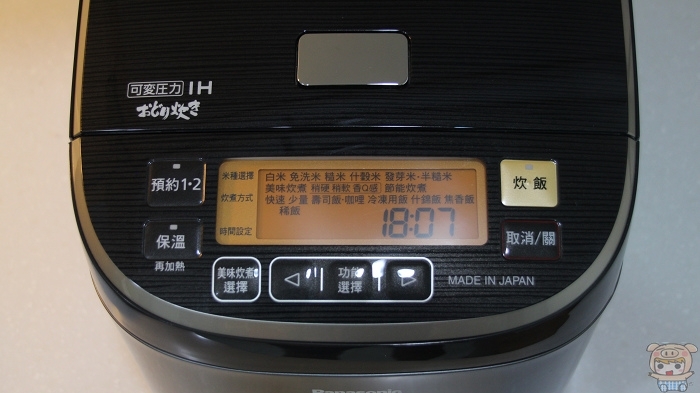 可変圧力 IH
おどり炊き
米種選擇 白米 免洗米 糙米 什穀米 發芽米·半糙米
美味炊煮 稍硬 稍軟 香Q感 節能炊煮
炊煮方式 快速 少量 壽司飯·咖哩 冷凍用飯 什錦飯 焦香飯
稀飯
時間設定 18:07
預約1·2
保溫
再加熱
炊飯
取消/關
美味炊煮
選擇
◁ 功能 ▷
選擇
MADE IN JAPAN
Panasonic